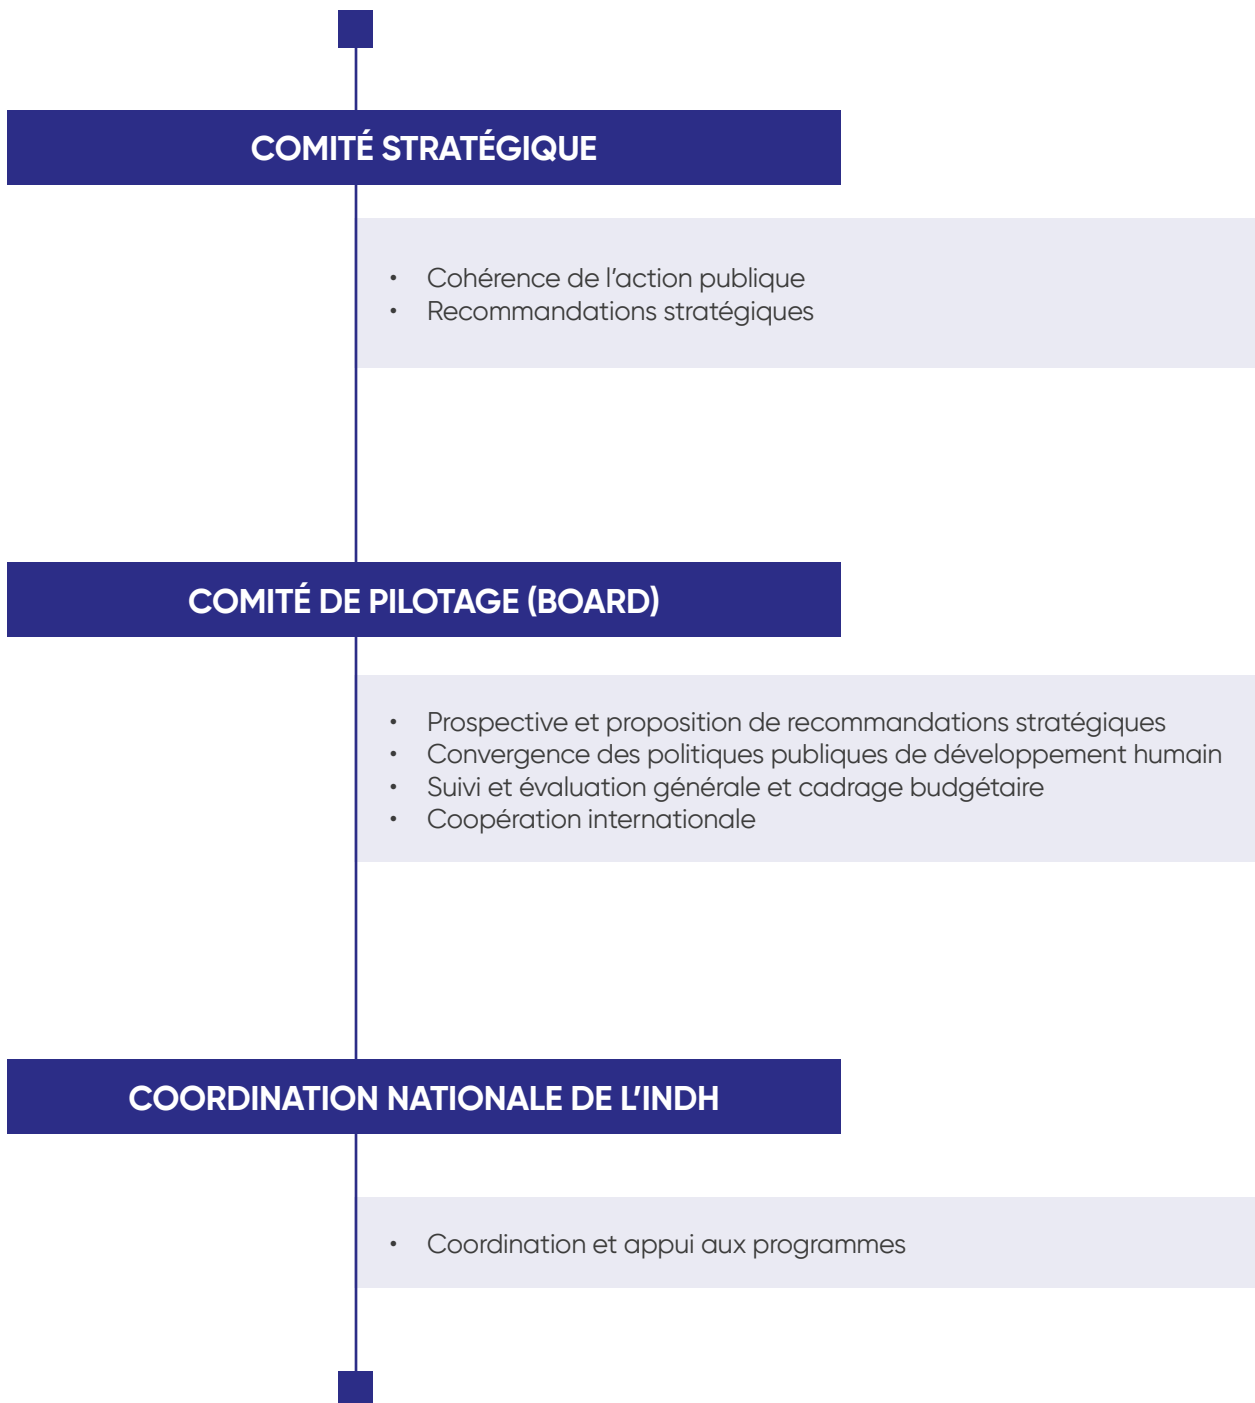 COMITÉ STRATÉGIQUE
• Cohérence de l’action publique
• Recommandations stratégiques
COMITÉ DE PILOTAGE (BOARD)
• Prospective et proposition de recommandations stratégiques
• Convergence des politiques publiques de développement humain
• Suivi et évaluation générale et cadrage budgétaire
• Coopération internationale
COORDINATION NATIONALE DE L’INDH
• Coordination et appui aux programmes